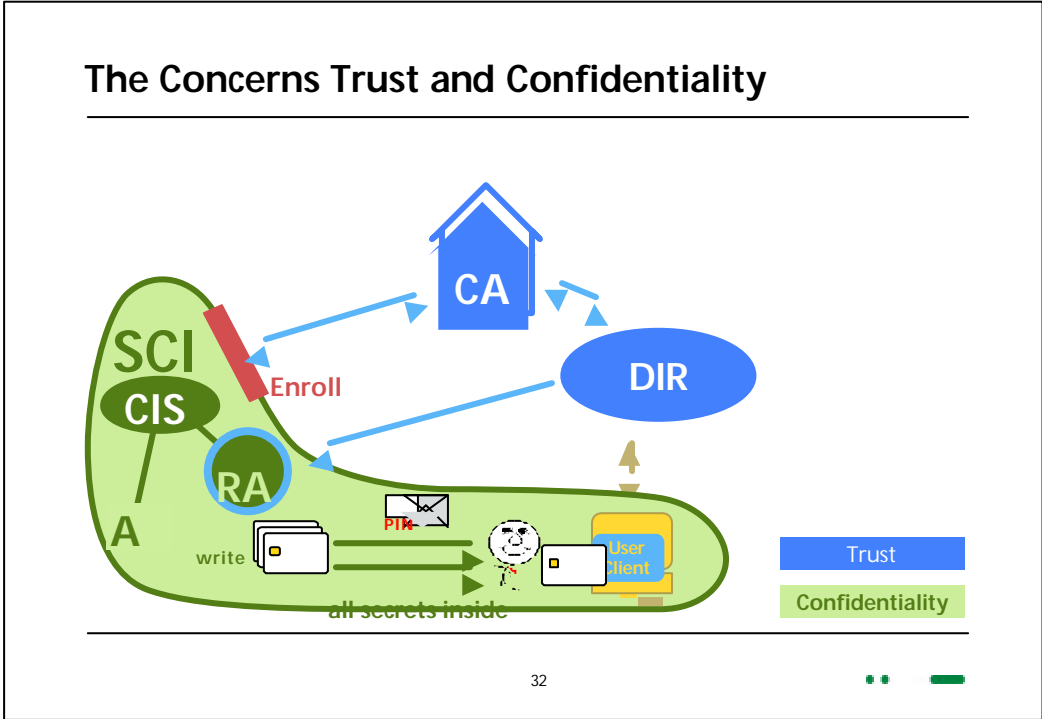 The Concerns Trust and Confidentiality
CA
SCI
DIR
Enroll
CIS
RA
PIN
A
write
User
Client
all secrets inside
Trust
Confidentiality
32